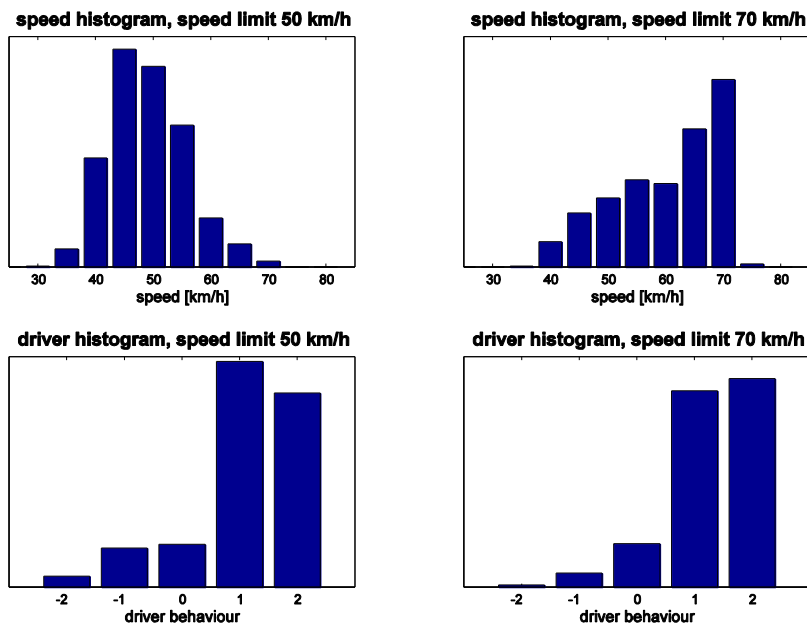 speed histogram, speed limit 50 km/h
speed histogram, speed limit 70 km/h
30 40 50 60 70 80
speed [km/h]
30 40 50 60 70 80
speed [km/h]
driver histogram, speed limit 50 km/h
driver histogram, speed limit 70 km/h
-2 -1 0 1 2
driver behaviour
-2 -1 0 1 2
driver behaviour